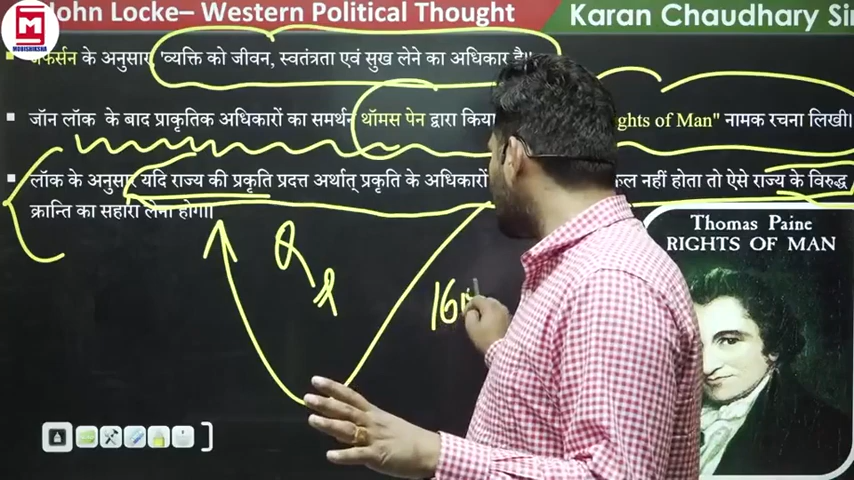 John Locke– Western Political Thought
Karan Chaudhary Sir
MUKISHIKSHA
जेफर्सन के अनुसार 'व्यक्ति को जीवन, स्वतंत्रता एवं सुख लेने का अधिकार है।'
जॉन लॉक के बाद प्राकृतिक अधिकारों का समर्थन थॉमस पेन द्वारा किया
ghts of Man" नामक रचना लिखी।
लॉक के अनुसार यदि राज्य की प्रकृति प्रदत्त अर्थात् प्रकृति के अधिकारों
नहीं होता तो ऐसे राज्य के विरुद्ध
क्रान्ति का सहारा लेना होगा।
Thomas Paine
RIGHTS OF MAN